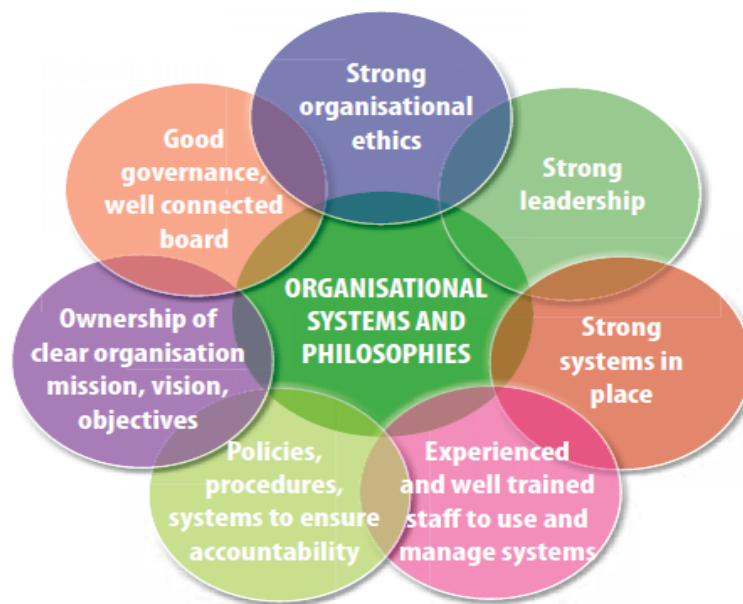 Strong
organisational
ethics
Strong
leadership
Strong
systems in
place
Experienced
and well trained
staff to use and
manage systems
Policies,
procedures,
systems to ensure
accountability
Ownership of
clear organisation
mission, vision,
objectives
Good
governance,
well connected
board
ORGANISATIONAL
SYSTEMS AND
PHILOSOPHIES